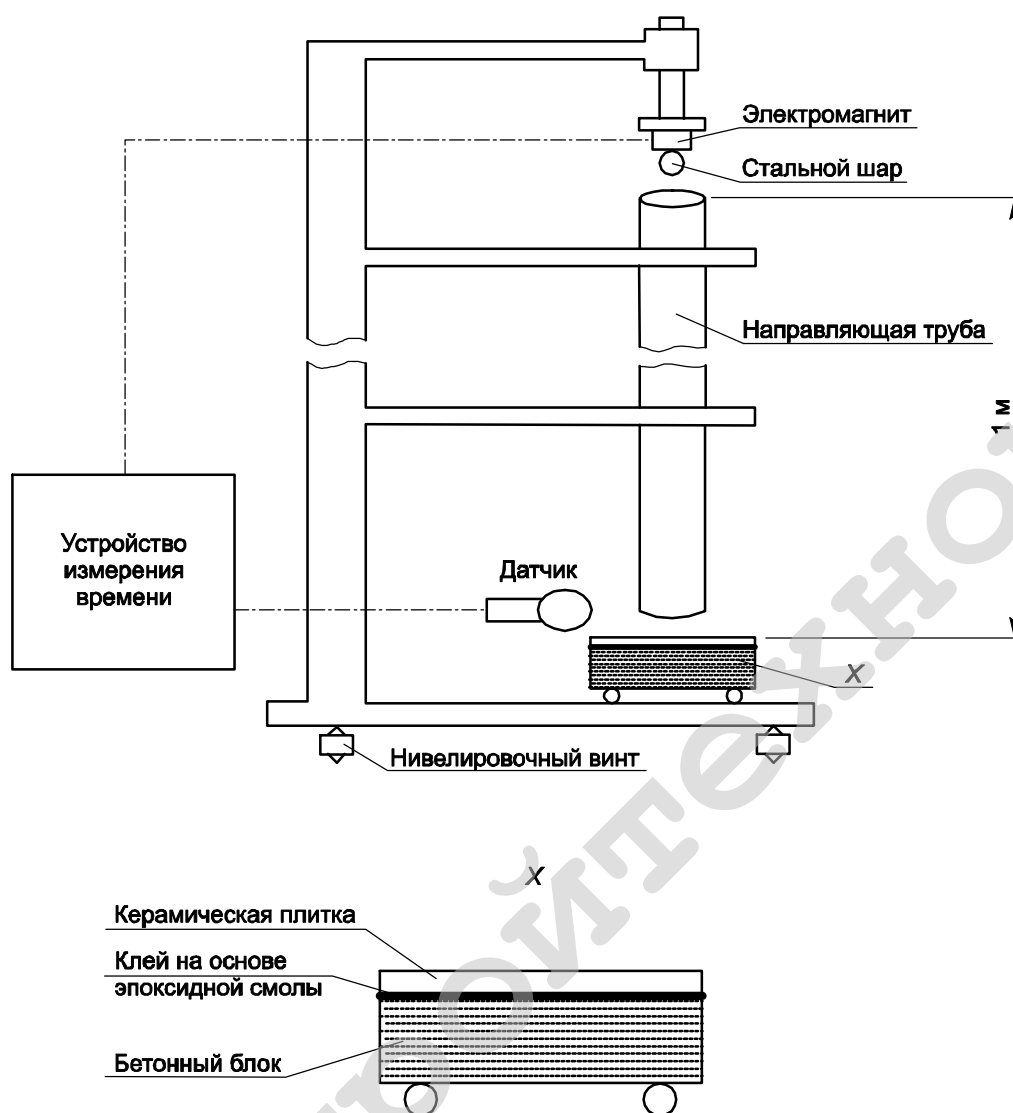 Электромагнит
Стальной шар
Направляющая труба
1 м
Устройство
измерения
времени
Датчик
X
Нивелировочный винт
X
Керамическая плитка
Клей на основе
эпоксидной смолы
Бетонный блок
ройтехно